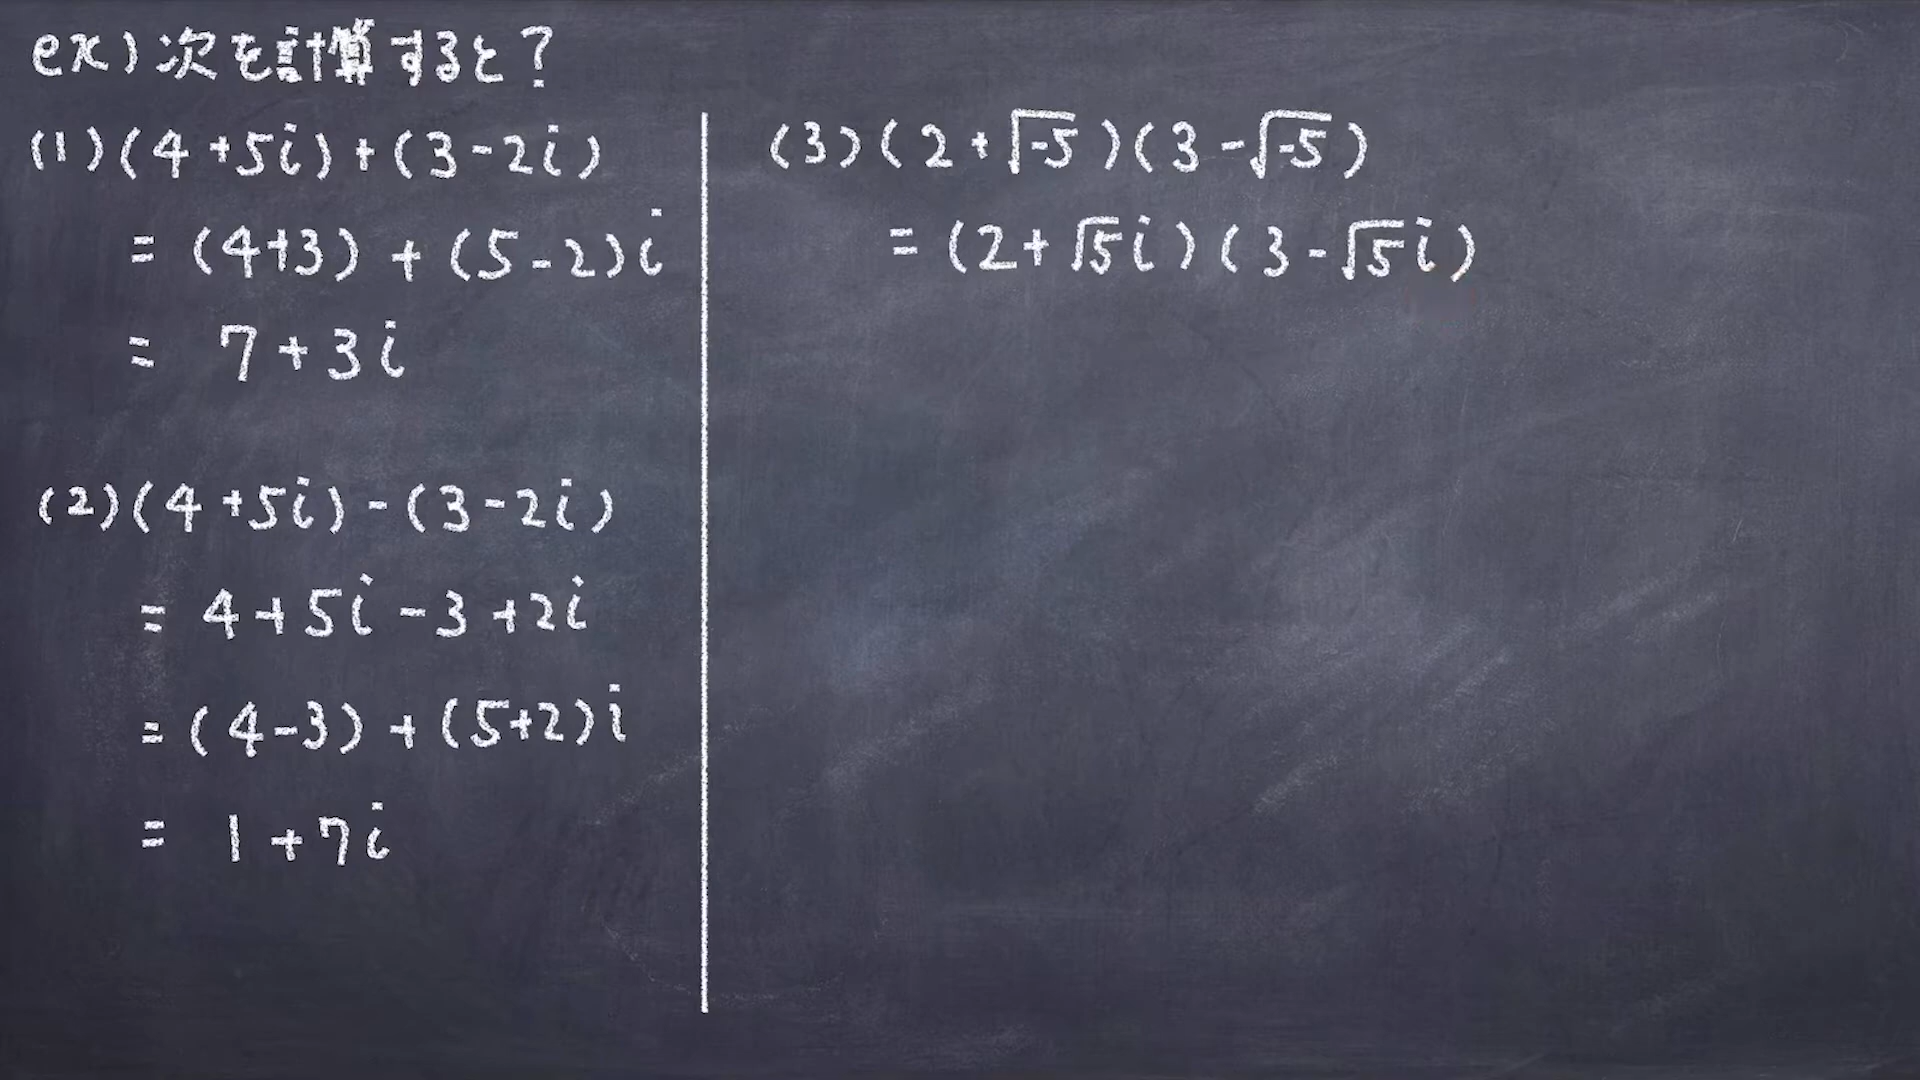 ex)次を計算すると?
(1)(4+5i)+(3-2i)
=(4+3)+(5-2)i
= 7+3i
(2)(4+5i)-(3-2i)
= 4+5i-3+2i
=(4-3)+(5+2)i
= 1+7i
(3)(2+√-5)(3-√-5)
=(2+√5i)(3-√5i)